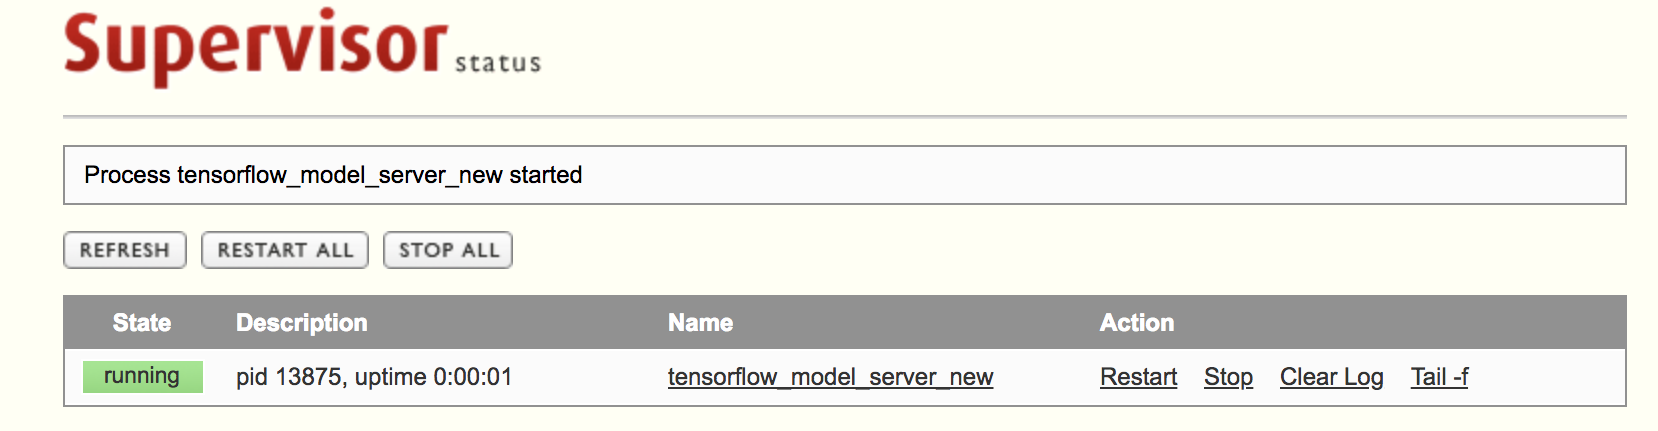 Supervisor status
Process tensorflow_model_server_new started
REFRESH RESTART ALL STOP ALL
State Description Name Action
running pid 13875, uptime 0:00:01 tensorflow_model_server_new Restart Stop Clear Log Tail -f